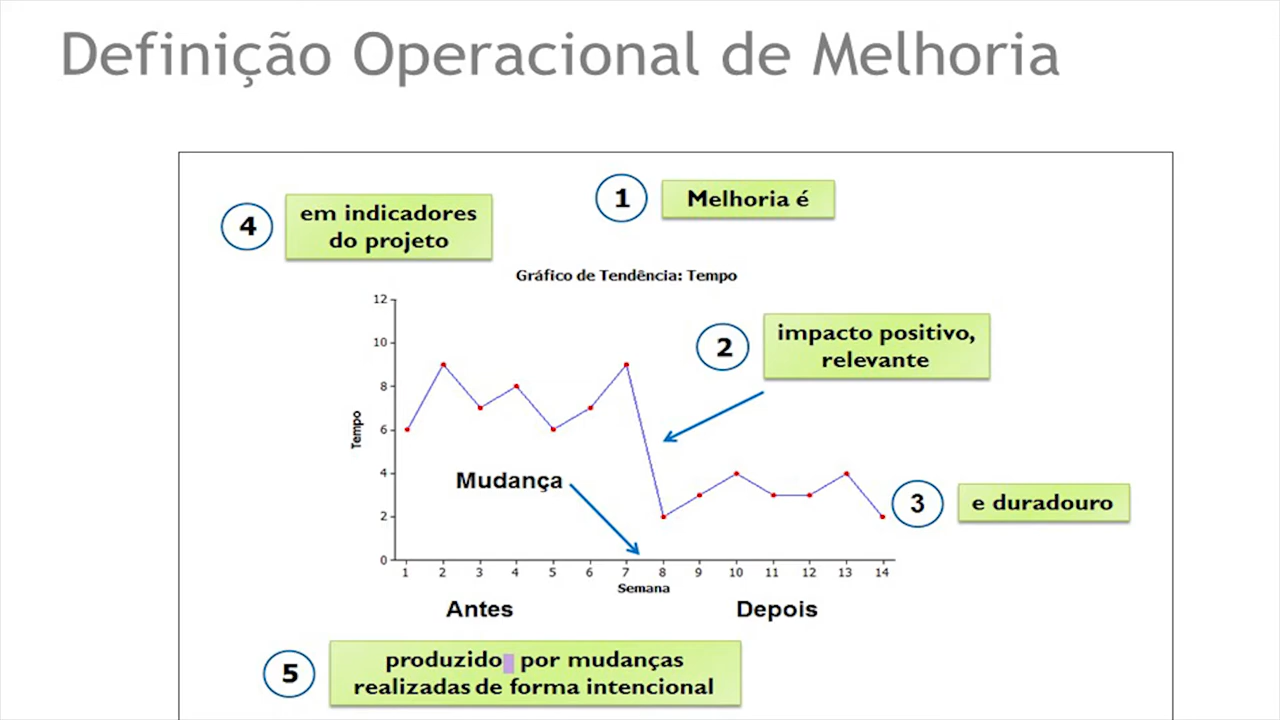 Definição Operacional de Melhoria
1
Melhoria é
4
em indicadores
do projeto
Gráfico de Tendência: Tempo
12
10
8
6
4
2
0
Tempo
2
impacto positivo,
relevante
Mudança
3
e duradouro
1 2 3 4 5 6 7 8 9 10 11 12 13 14
Semana
Antes
Depois
5
produzido por mudanças
realizadas de forma intencional